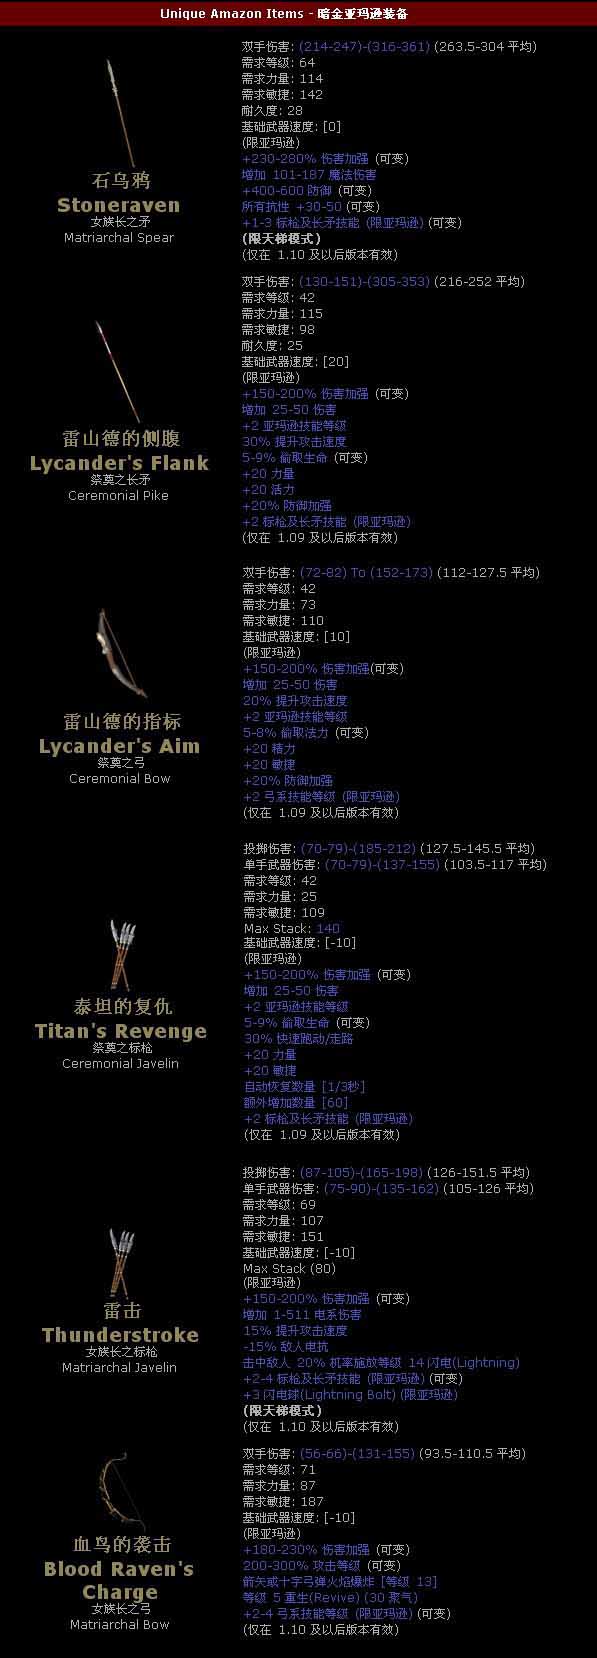 Unique Amazon Items - 暗金亚玛逊装备
石乌鸦
Stoneraven
女族长之矛
Matriarchal Spear
双手伤害: (214-247)-(316-361) (263.5-304 平均)
需求等级: 64
需求力量: 114
需求敏捷: 142
耐久度: 28
基础武器速度: [0]
(限亚玛逊)
+230-280% 伤害加强 (可变)
增加 101-187 魔法伤害
+400-600 防御 (可变)
所有抗性 +30-50 (可变)
+1-3 标枪及长矛技能 (限亚玛逊) (可变)
(限天梯模式)
(仅在 1.10 及以后版本有效)
雷山德的侧腹
Lycander's Flank
祭奠之长矛
Ceremonial Pike
双手伤害: (130-151)-(305-353) (216-252 平均)
需求等级: 42
需求力量: 115
需求敏捷: 98
耐久度: 25
基础武器速度: [20]
(限亚玛逊)
+150-200% 伤害加强 (可变)
增加 25-50 伤害
+2 亚玛逊技能等级
30% 提升攻击速度
5-9% 偷取生命 (可变)
+20 力量
+20 活力
+20% 防御加强
+2 标枪及长矛技能 (限亚玛逊)
(仅在 1.09 及以后版本有效)
雷山德的指标
Lycander's Aim
祭奠之弓
Ceremonial Bow
双手伤害: (72-82) To (152-173) (112-127.5 平均)
需求等级: 42
需求力量: 73
需求敏捷: 110
基础武器速度: [10]
(限亚玛逊)
+150-200% 伤害加强(可变)
增加 25-50 伤害
20% 提升攻击速度
+2 亚玛逊技能等级
5-8% 偷取法力 (可变)
+20 精力
+20 敏捷
+20% 防御加强
+2 弓系技能等级 (限亚玛逊)
(仅在 1.09 及以后版本有效)
泰坦的复仇
Titan's Revenge
祭奠之标枪
Ceremonial Javelin
投掷伤害: (70-79)-(185-212) (127.5-145.5 平均)
单手武器伤害: (70-79)-(137-155) (103.5-117 平均)
需求等级: 42
需求力量: 25
需求敏捷: 109
Max Stack: 140
基础武器速度: [-10]
(限亚玛逊)
+150-200% 伤害加强 (可变)
增加 25-50 伤害
+2 亚玛逊技能等级
5-9% 偷取生命 (可变)
30% 快速跑动/走路
+20 力量
+20 敏捷
自动恢复数量 [1/3秒]
额外增加数量 [60]
+2 标枪及长矛技能 (限亚玛逊)
(仅在 1.09 及以后版本有效)
雷击
Thunderstroke
女族长之标枪
Matriarchal Javelin
投掷伤害: (87-105)-(165-198) (126-151.5 平均)
单手武器伤害: (75-90)-(135-162) (105-126 平均)
需求等级: 69
需求力量: 107
需求敏捷: 151
基础武器速度: [-10]
Max Stack (80)
(限亚玛逊)
+150-200% 伤害加强 (可变)
增加 1-511 电系伤害
15% 提升攻击速度
-15% 敌人电抗
击中敌人 20% 机率施放等级 14 闪电(Lightning)
+2-4 标枪及长矛技能 (限亚玛逊) (可变)
+3 闪电球(Lightning Bolt) (限亚玛逊)
(限天梯模式)
(仅在 1.10 及以后版本有效)
血鸟的袭击
Blood Raven's
Charge
女族长之弓
Matriarchal Bow
双手伤害: (56-66)-(131-155) (93.5-110.5 平均)
需求等级: 71
需求力量: 87
需求敏捷: 187
基础武器速度: [-10]
(限亚玛逊)
+180-230% 伤害加强 (可变)
200-300% 攻击等级 (可变)
箭矢或十字弓弹火焰爆炸 [等级 13]
等级 5 重生(Revive) (30 聚气)
+2-4 弓系技能等级 (限亚玛逊) (可变)
(仅在 1.10 及以后版本有效)